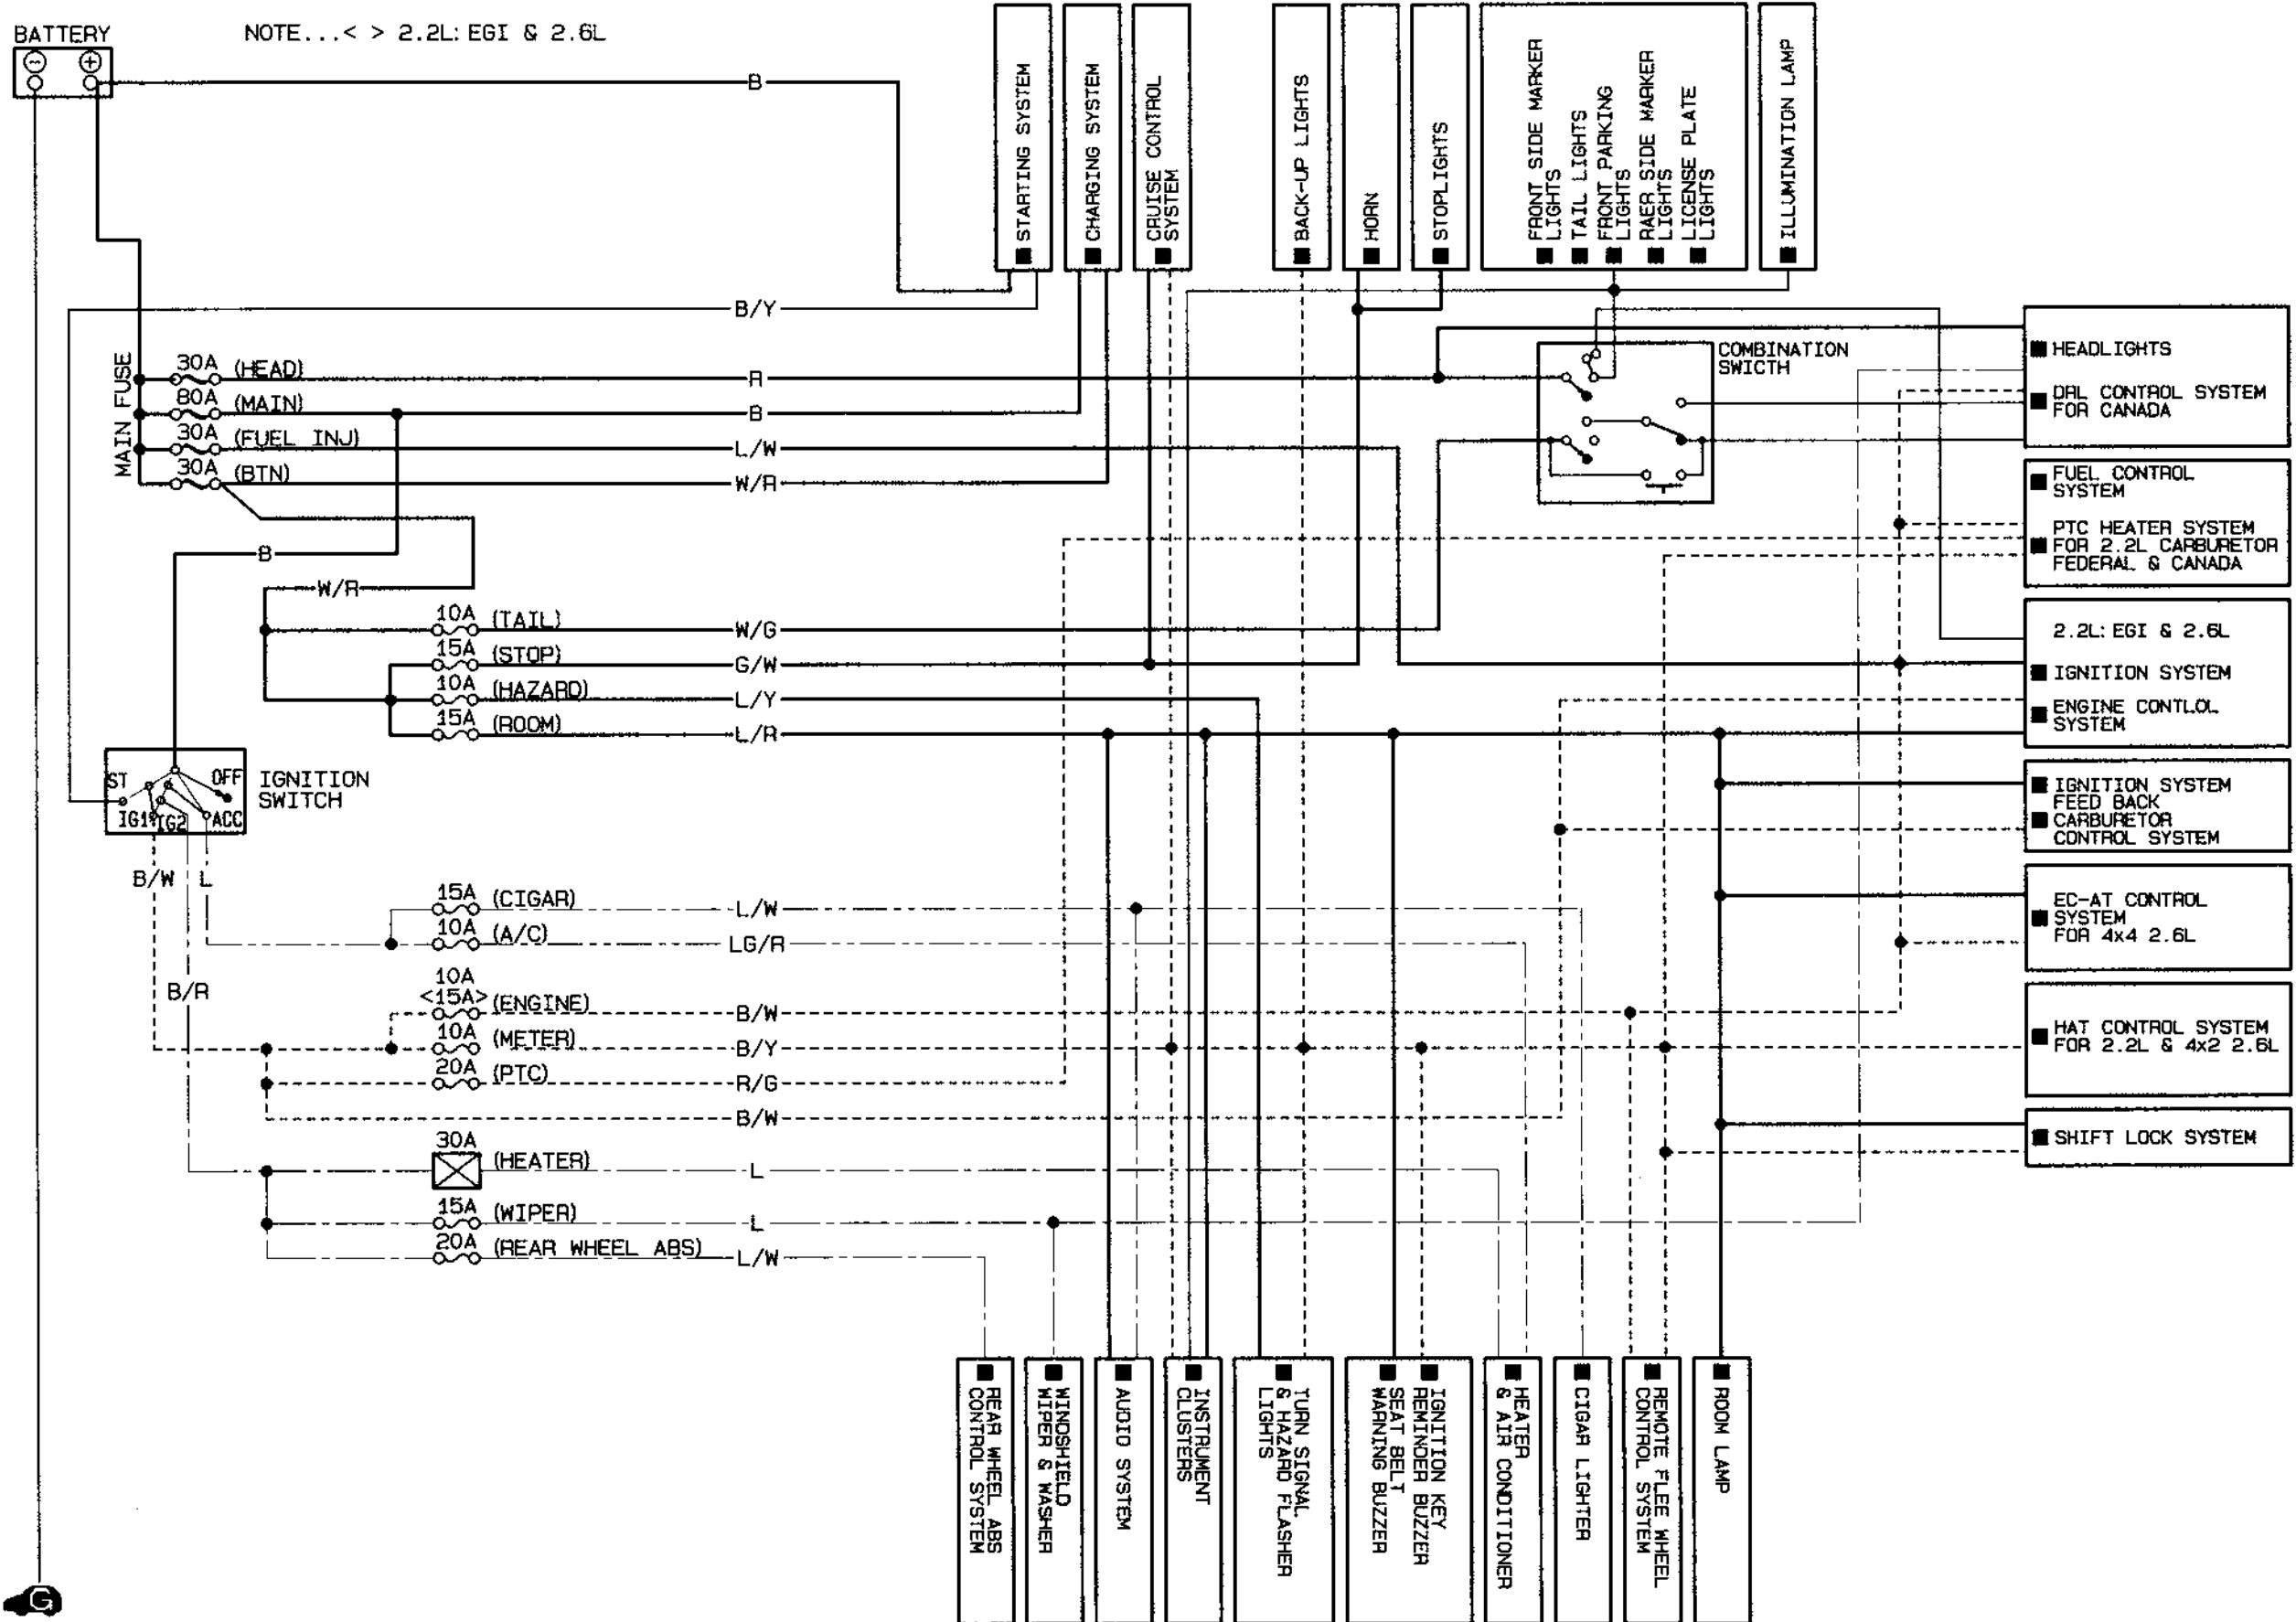 BATTERY
NOTE...< > 2.2L: EGI & 2.6L
- +
B
STARTING SYSTEM
CHARGING SYSTEM
CRUISE CONTROL
SYSTEM
BACK-UP LIGHTS
HORN
STOPLIGHTS
FRONT SIDE MARKER
LIGHTS
TAIL LIGHTS
FRONT PARKING
LIGHTS
RAER SIDE MARKER
LIGHTS
LICENSE PLATE
LIGHTS
ILLUMINATION LAMP
B/Y
MAIN FUSE
30A (HEAD) R
80A (MAIN) B
30A (FUEL INJ) L/W
30A (BTN) W/R
B
W/R
COMBINATION
SWICTH
10A (TAIL) W/G
15A (STOP) G/W
10A (HAZARD) L/Y
15A (ROOM) L/R
ST
OFF
IG1
IG2
ACC
IGNITION
SWITCH
B/W L
B/R
15A (CIGAR) L/W
10A (A/C) LG/R
10A
<15A> (ENGINE) B/W
10A (METER) B/Y
20A (PTC) R/G
B/W
30A (HEATER) L
15A (WIPER) L
20A (REAR WHEEL ABS) L/W
HEADLIGHTS
DRL CONTROL SYSTEM
FOR CANADA
FUEL CONTROL
SYSTEM
PTC HEATER SYSTEM
FOR 2.2L CARBURETOR
FEDERAL & CANADA
2.2L: EGI & 2.6L
IGNITION SYSTEM
ENGINE CONTLOL
SYSTEM
IGNITION SYSTEM
FEED BACK
CARBURETOR
CONTROL SYSTEM
EC-AT CONTROL
SYSTEM
FOR 4x4 2.6L
HAT CONTROL SYSTEM
FOR 2.2L & 4x2 2.6L
SHIFT LOCK SYSTEM
REAR WHEEL ABS
CONTROL SYSTEM
WINDSHIELD
WIPER & WASHER
AUDIO SYSTEM
INSTRUMENT
CLUSTERS
TURN SIGNAL
& HAZARD FLASHER
LIGHTS
IGNITION KEY
REMINDER BUZZER
SEAT BELT
WARNING BUZZER
HEATER
& AIR CONDITIONER
CIGAR LIGHTER
REMOTE FLEE WHEEL
CONTROL SYSTEM
ROOM LAMP
G